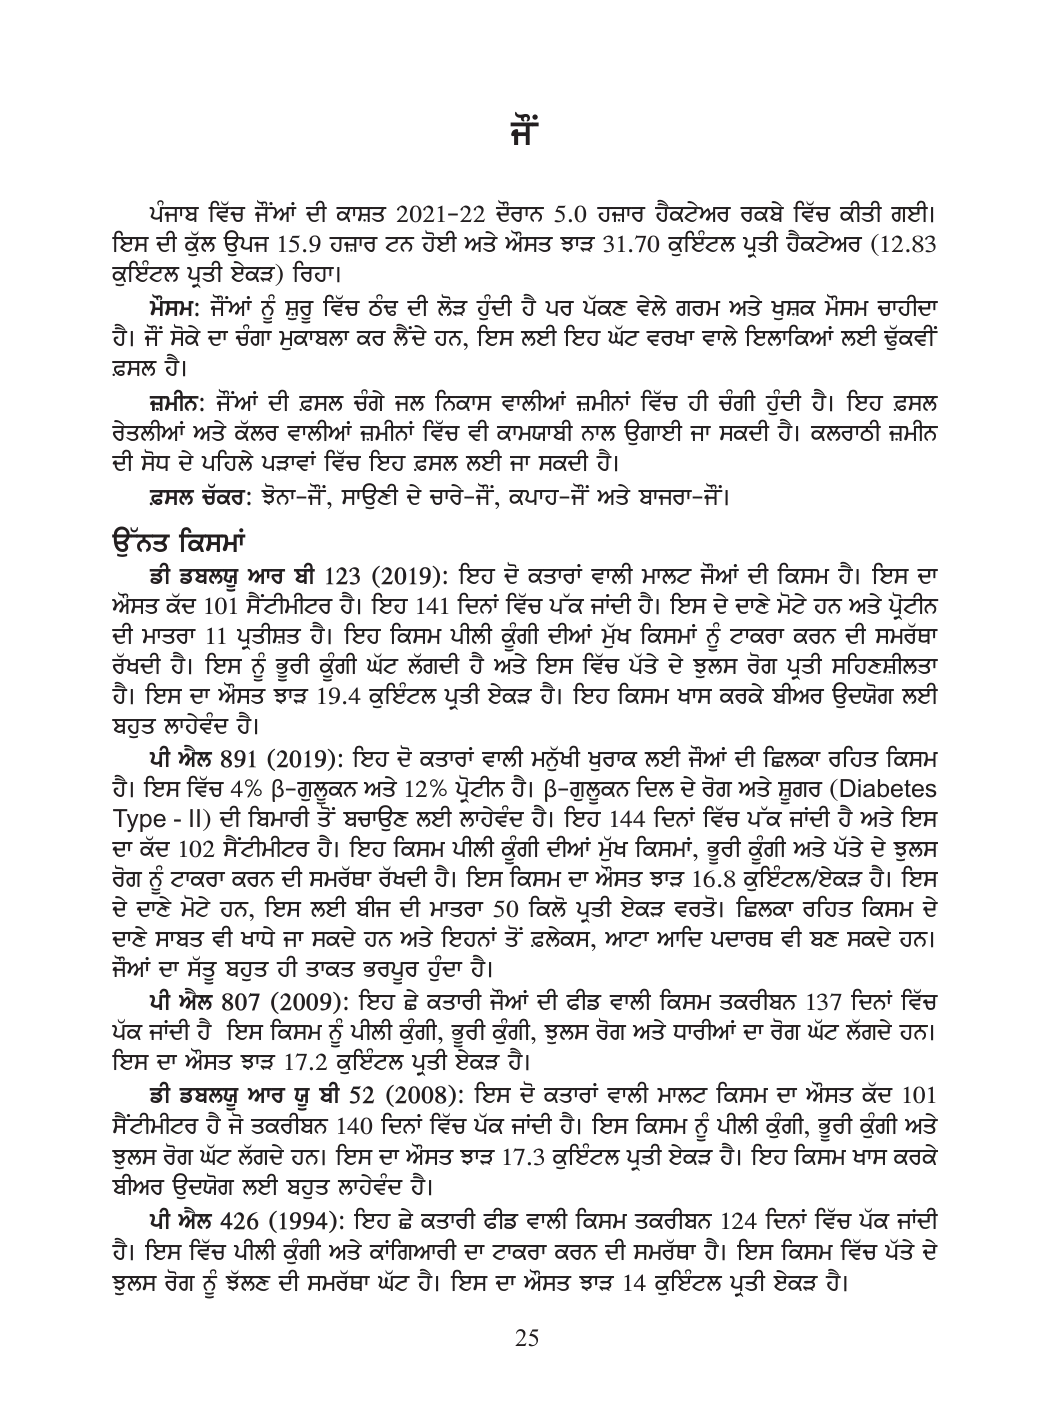 ਜੌਂ
ਪੰਜਾਬ ਵਿੱਚ ਜੌਂਆਂ ਦੀ ਕਾਸ਼ਤ 2021-22 ਦੌਰਾਨ 5.0 ਹਜ਼ਾਰ ਹੈਕਟੇਅਰ ਰਕਬੇ ਵਿੱਚ ਕੀਤੀ ਗਈ।
ਇਸ ਦੀ ਕੁੱਲ ਉਪਜ 15.9 ਹਜ਼ਾਰ ਟਨ ਹੋਈ ਅਤੇ ਔਸਤ ਝਾੜ 31.70 ਕੁਇੰਟਲ ਪ੍ਰਤੀ ਹੈਕਟੇਅਰ (12.83
ਕੁਇੰਟਲ ਪ੍ਰਤੀ ਏਕੜ) ਰਿਹਾ।
ਮੌਸਮ: ਜੌਂਆਂ ਨੂੰ ਸ਼ੁਰੂ ਵਿੱਚ ਠੰਢ ਦੀ ਲੋੜ ਹੁੰਦੀ ਹੈ ਪਰ ਪੱਕਣ ਵੇਲੇ ਗਰਮ ਅਤੇ ਖੁਸ਼ਕ ਮੌਸਮ ਚਾਹੀਦਾ
ਹੈ। ਜੌਂ ਸੋਕੇ ਦਾ ਚੰਗਾ ਮੁਕਾਬਲਾ ਕਰ ਲੈਂਦੇ ਹਨ, ਇਸ ਲਈ ਇਹ ਘੱਟ ਵਰਖਾ ਵਾਲੇ ਇਲਾਕਿਆਂ ਲਈ ਢੁੱਕਵੀਂ
ਫ਼ਸਲ ਹੈ।
ਜ਼ਮੀਨ: ਜੌਂਆਂ ਦੀ ਫ਼ਸਲ ਚੰਗੇ ਜਲ ਨਿਕਾਸ ਵਾਲੀਆਂ ਜ਼ਮੀਨਾਂ ਵਿੱਚ ਹੀ ਚੰਗੀ ਹੁੰਦੀ ਹੈ। ਇਹ ਫ਼ਸਲ
ਰੇਤਲੀਆਂ ਅਤੇ ਕੱਲਰ ਵਾਲੀਆਂ ਜ਼ਮੀਨਾਂ ਵਿੱਚ ਵੀ ਕਾਮਯਾਬੀ ਨਾਲ ਉਗਾਈ ਜਾ ਸਕਦੀ ਹੈ। ਕਲਰਾਠੀ ਜ਼ਮੀਨ
ਦੀ ਸੋਧ ਦੇ ਪਹਿਲੇ ਪੜਾਵਾਂ ਵਿੱਚ ਇਹ ਫ਼ਸਲ ਲਈ ਜਾ ਸਕਦੀ ਹੈ।
ਫ਼ਸਲ ਚੱਕਰ: ਝੋਨਾ-ਜੌਂ, ਸਾਉਣੀ ਦੇ ਚਾਰੇ-ਜੌਂ, ਕਪਾਹ-ਜੌਂ ਅਤੇ ਬਾਜਰਾ-ਜੌਂ।
ਉੱਨਤ ਕਿਸਮਾਂ
ਡੀ ਡਬਲਯੂ ਆਰ ਬੀ 123 (2019): ਇਹ ਦੋ ਕਤਾਰਾਂ ਵਾਲੀ ਮਾਲਟ ਜੌਆਂ ਦੀ ਕਿਸਮ ਹੈ। ਇਸ ਦਾ
ਔਸਤ ਕੱਦ 101 ਸੈਂਟੀਮੀਟਰ ਹੈ। ਇਹ 141 ਦਿਨਾਂ ਵਿੱਚ ਪੱਕ ਜਾਂਦੀ ਹੈ। ਇਸ ਦੇ ਦਾਣੇ ਮੋਟੇ ਹਨ ਅਤੇ ਪ੍ਰੋਟੀਨ
ਦੀ ਮਾਤਰਾ 11 ਪ੍ਰਤੀਸ਼ਤ ਹੈ। ਇਹ ਕਿਸਮ ਪੀਲੀ ਕੂੰਗੀ ਦੀਆਂ ਮੁੱਖ ਕਿਸਮਾਂ ਨੂੰ ਟਾਕਰਾ ਕਰਨ ਦੀ ਸਮਰੱਥਾ
ਰੱਖਦੀ ਹੈ। ਇਸ ਨੂੰ ਭੂਰੀ ਕੂੰਗੀ ਘੱਟ ਲੱਗਦੀ ਹੈ ਅਤੇ ਇਸ ਵਿੱਚ ਪੱਤੇ ਦੇ ਝੁਲਸ ਰੋਗ ਪ੍ਰਤੀ ਸਹਿਣਸ਼ੀਲਤਾ
ਹੈ। ਇਸ ਦਾ ਔਸਤ ਝਾੜ 19.4 ਕੁਇੰਟਲ ਪ੍ਰਤੀ ਏਕੜ ਹੈ। ਇਹ ਕਿਸਮ ਖਾਸ ਕਰਕੇ ਬੀਅਰ ਉਦਯੋਗ ਲਈ
ਬਹੁਤ ਲਾਹੇਵੰਦ ਹੈ।
ਪੀ ਐਲ 891 (2019): ਇਹ ਦੋ ਕਤਾਰਾਂ ਵਾਲੀ ਮਨੁੱਖੀ ਖੁਰਾਕ ਲਈ ਜੌਆਂ ਦੀ ਛਿਲਕਾ ਰਹਿਤ ਕਿਸਮ
ਹੈ। ਇਸ ਵਿੱਚ 4% β-ਗੁਲੂਕਨ ਅਤੇ 12% ਪ੍ਰੋਟੀਨ ਹੈ। β-ਗੁਲੂਕਨ ਦਿਲ ਦੇ ਰੋਗ ਅਤੇ ਸ਼ੂਗਰ (Diabetes
Type - II) ਦੀ ਬਿਮਾਰੀ ਤੋਂ ਬਚਾਉਣ ਲਈ ਲਾਹੇਵੰਦ ਹੈ। ਇਹ 144 ਦਿਨਾਂ ਵਿੱਚ ਪੱਕ ਜਾਂਦੀ ਹੈ ਅਤੇ ਇਸ
ਦਾ ਕੱਦ 102 ਸੈਂਟੀਮੀਟਰ ਹੈ। ਇਹ ਕਿਸਮ ਪੀਲੀ ਕੂੰਗੀ ਦੀਆਂ ਮੁੱਖ ਕਿਸਮਾਂ, ਭੂਰੀ ਕੂੰਗੀ ਅਤੇ ਪੱਤੇ ਦੇ ਝੁਲਸ
ਰੋਗ ਨੂੰ ਟਾਕਰਾ ਕਰਨ ਦੀ ਸਮਰੱਥਾ ਰੱਖਦੀ ਹੈ। ਇਸ ਕਿਸਮ ਦਾ ਔਸਤ ਝਾੜ 16.8 ਕੁਇੰਟਲ/ਏਕੜ ਹੈ। ਇਸ
ਦੇ ਦਾਣੇ ਮੋਟੇ ਹਨ, ਇਸ ਲਈ ਬੀਜ ਦੀ ਮਾਤਰਾ 50 ਕਿਲੋ ਪ੍ਰਤੀ ਏਕੜ ਵਰਤੋ। ਛਿਲਕਾ ਰਹਿਤ ਕਿਸਮ ਦੇ
ਦਾਣੇ ਸਾਬਤ ਵੀ ਖਾਧੇ ਜਾ ਸਕਦੇ ਹਨ ਅਤੇ ਇਹਨਾਂ ਤੋਂ ਫ਼ਲੇਕਸ, ਆਟਾ ਆਦਿ ਪਦਾਰਥ ਵੀ ਬਣ ਸਕਦੇ ਹਨ।
ਜੌਆਂ ਦਾ ਸੱਤੂ ਬਹੁਤ ਹੀ ਤਾਕਤ ਭਰਪੂਰ ਹੁੰਦਾ ਹੈ।
ਪੀ ਐਲ 807 (2009): ਇਹ ਛੇ ਕਤਾਰੀ ਜੌਆਂ ਦੀ ਫੀਡ ਵਾਲੀ ਕਿਸਮ ਤਕਰੀਬਨ 137 ਦਿਨਾਂ ਵਿੱਚ
ਪੱਕ ਜਾਂਦੀ ਹੈ ਇਸ ਕਿਸਮ ਨੂੰ ਪੀਲੀ ਕੁੰਗੀ, ਭੂਰੀ ਕੁੰਗੀ, ਝੁਲਸ ਰੋਗ ਅਤੇ ਧਾਰੀਆਂ ਦਾ ਰੋਗ ਘੱਟ ਲੱਗਦੇ ਹਨ।
ਇਸ ਦਾ ਔਸਤ ਝਾੜ 17.2 ਕੁਇੰਟਲ ਪ੍ਰਤੀ ਏਕੜ ਹੈ।
ਡੀ ਡਬਲਯੂ ਆਰ ਯੂ ਬੀ 52 (2008): ਇਸ ਦੋ ਕਤਾਰਾਂ ਵਾਲੀ ਮਾਲਟ ਕਿਸਮ ਦਾ ਔਸਤ ਕੱਦ 101
ਸੈਂਟੀਮੀਟਰ ਹੈ ਜੋ ਤਕਰੀਬਨ 140 ਦਿਨਾਂ ਵਿੱਚ ਪੱਕ ਜਾਂਦੀ ਹੈ। ਇਸ ਕਿਸਮ ਨੂੰ ਪੀਲੀ ਕੁੰਗੀ, ਭੂਰੀ ਕੁੰਗੀ ਅਤੇ
ਝੁਲਸ ਰੋਗ ਘੱਟ ਲੱਗਦੇ ਹਨ। ਇਸ ਦਾ ਔਸਤ ਝਾੜ 17.3 ਕੁਇੰਟਲ ਪ੍ਰਤੀ ਏਕੜ ਹੈ। ਇਹ ਕਿਸਮ ਖਾਸ ਕਰਕੇ
ਬੀਅਰ ਉਦਯੋਗ ਲਈ ਬਹੁਤ ਲਾਹੇਵੰਦ ਹੈ।
ਪੀ ਐਲ 426 (1994): ਇਹ ਛੇ ਕਤਾਰੀ ਫੀਡ ਵਾਲੀ ਕਿਸਮ ਤਕਰੀਬਨ 124 ਦਿਨਾਂ ਵਿੱਚ ਪੱਕ ਜਾਂਦੀ
ਹੈ। ਇਸ ਵਿੱਚ ਪੀਲੀ ਕੁੰਗੀ ਅਤੇ ਕਾਂਗਿਆਰੀ ਦਾ ਟਾਕਰਾ ਕਰਨ ਦੀ ਸਮਰੱਥਾ ਹੈ। ਇਸ ਕਿਸਮ ਵਿੱਚ ਪੱਤੇ ਦੇ
ਝੁਲਸ ਰੋਗ ਨੂੰ ਝੱਲਣ ਦੀ ਸਮਰੱਥਾ ਘੱਟ ਹੈ। ਇਸ ਦਾ ਔਸਤ ਝਾੜ 14 ਕੁਇੰਟਲ ਪ੍ਰਤੀ ਏਕੜ ਹੈ।
25